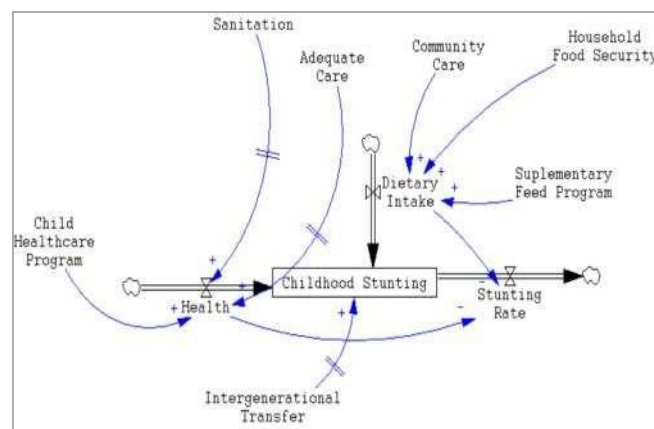 Sanitation
Adequate
Care
Community
Care
Household
Food Security
+
+
+
Dietary
Intake
Suplementary
Feed Program
Child
Healthcare
Program
+
+
+
Health
Childhood Stunting
-
-
Stunting
Rate
+
Intergenerational
Transfer